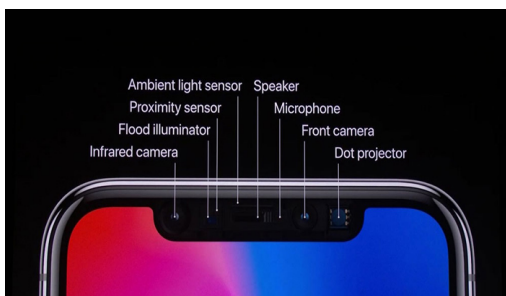 Ambient light sensor Speaker
Proximity sensor Microphone
Flood illuminator Front camera
Infrared camera Dot projector